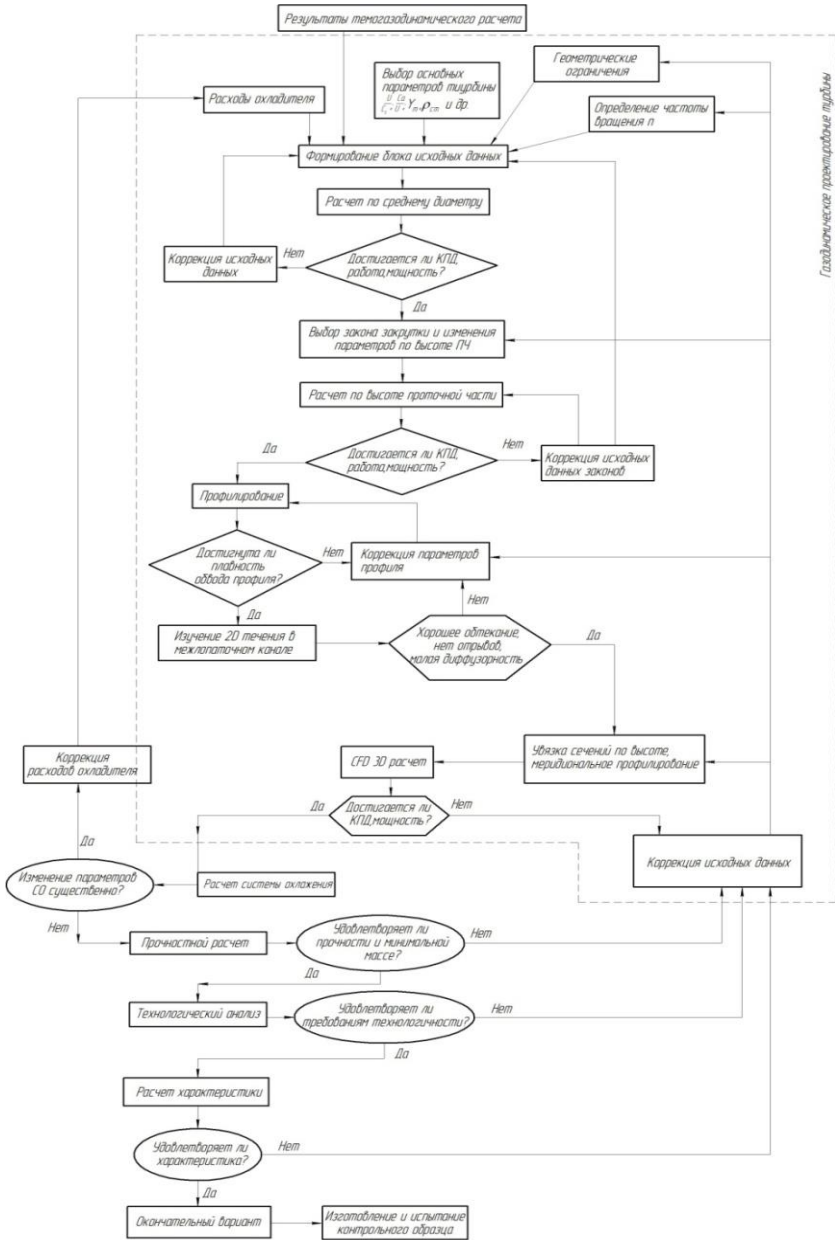 Результаты темогазодинамического расчета
Газодинамическое проектирование турбины
Расходы охладителя
Выбор основных
параметров тиурбины
и др.
Геометрические
ограничения
Определение частоты
вращения n
Формирование блока исходных данных
Расчет по среднему диаметру
Коррекция исходных
данных
Нет
Достигается ли КПД,
работа,мощность?
Да
Выбор закона закрутки и изменения
параметров по высоте ПЧ
Расчет по высоте проточной части
Да
Достигается ли КПД,
работа,мощность?
Нет
Коррекция исходных
данных законов
Профилирование
Достигнута ли
плавность
обвода профиля?
Нет
Коррекция параметров
профиля
Да
Нет
Изучение 2D течения в
межлопаточном канале
Хорошее обтекание,
нет отрывов,
малая диффузорность
Да
Коррекция
расходов охладителя
CFD 3D расчет
Увязка сечений по высоте,
меридиональное профилирование
Да
Да
Достигается ли
КПД,мощность?
Нет
Изменение параметров
СО существенно?
Расчет системы охлажения
Коррекция исходных данных
Нет
Прочностной расчет
Удовлетворяет ли
прочности и минимальной
массе?
Нет
Да
Технологический анализ
Удовлетворяет ли
требованиям технологичности?
Нет
Да
Расчет характеристики
Удовлетворяет ли
характеристика?
Нет
Да
Окончательный вариант
Изготовление и испытание
контрольного образца